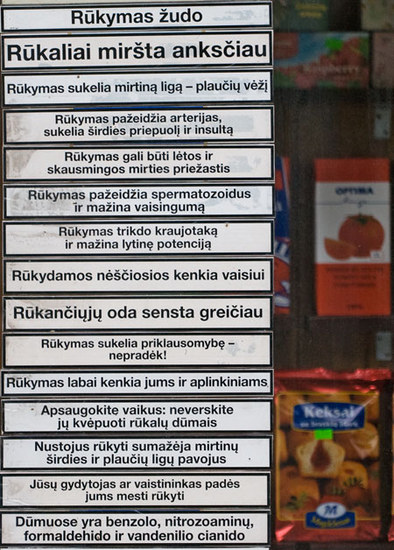 Rūkymas žudo
Rūkaliai miršta anksčiau
Rūkymas sukelia mirtiną ligą – plaučių vėžį
Rūkymas pažeidžia arterijas,
sukelia širdies priepuolį ir insultą
Rūkymas gali būti lėtos ir
skausmingos mirties priežastis
Rūkymas pažeidžia spermatozoidus
ir mažina vaisingumą
Rūkymas trikdo kraujotaką
ir mažina lytinę potenciją
Rūkydamos nėščiosios kenkia vaisiui
Rūkančiųjų oda sensta greičiau
Rūkymas sukelia priklausomybę –
nepradėk!
Rūkymas labai kenkia jums ir aplinkiniams
Apsaugokite vaikus: neverskite
jų kvėpuoti rūkalų dūmais
Nustojus rūkyti sumažėja mirtinų
širdies ir plaučių ligų pavojus
Jūsų gydytojas ar vaistininkas padės
jums mesti rūkyti
Dūmuose yra benzolo, nitrozoaminų,
formaldehido ir vandenilio cianido
Raspberry
OPTIMA
Keksai